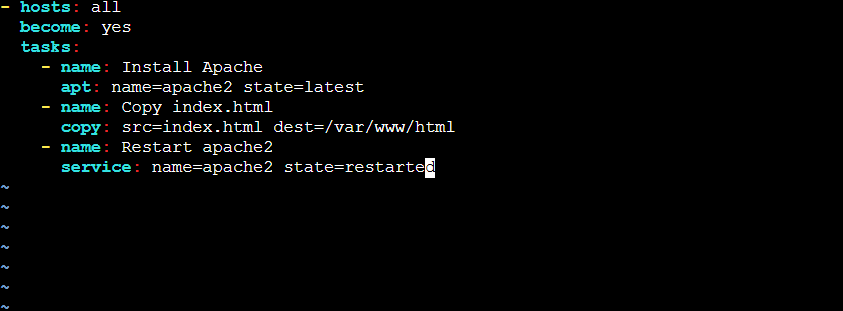 - hosts: all
  become: yes
  tasks:
    - name: Install Apache
      apt: name=apache2 state=latest
    - name: Copy index.html
      copy: src=index.html dest=/var/www/html
    - name: Restart apache2
      service: name=apache2 state=restarted
~
~
~
~
~
~
~